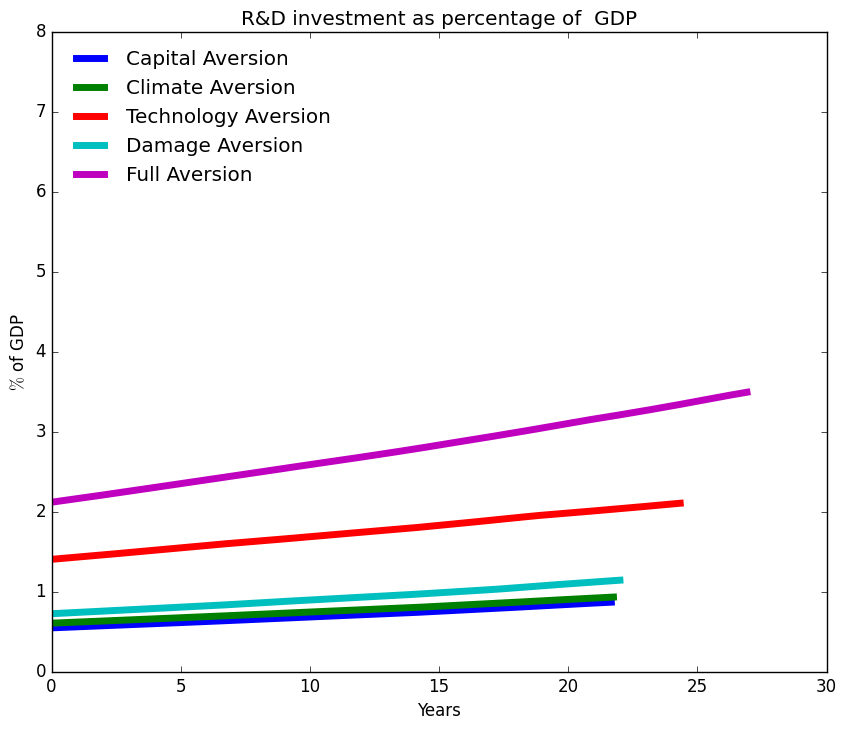 R&D investment as percentage of  GDP
8
7
6
5
4
3
2
1
0
% of GDP
Capital Aversion
Climate Aversion
Technology Aversion
Damage Aversion
Full Aversion
0 5 10 15 20 25 30
Years